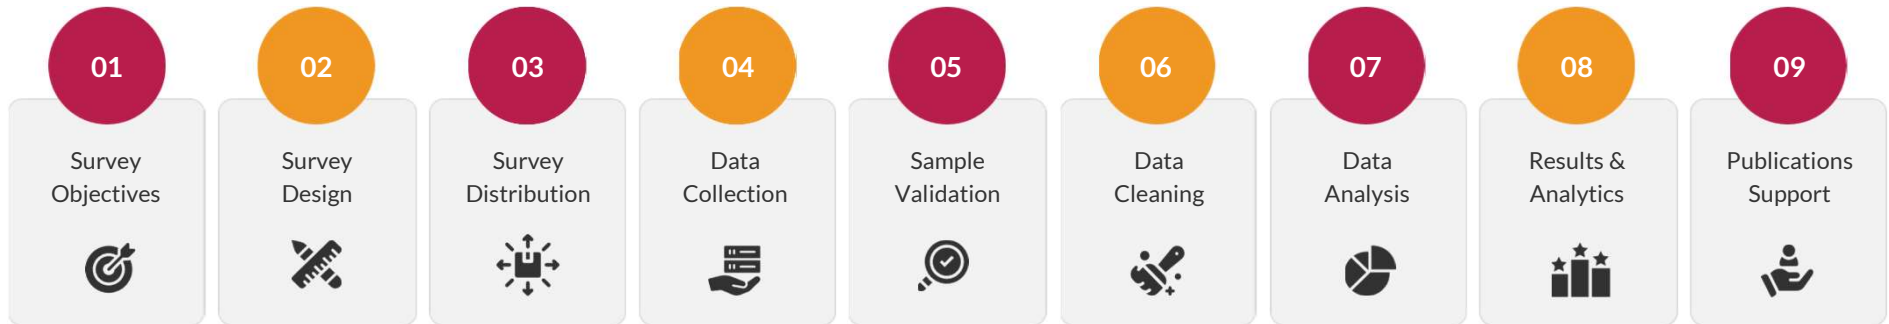 01
Survey
Objectives
02
Survey
Design
03
Survey
Distribution
04
Data
Collection
05
Sample
Validation
06
Data
Cleaning
07
Data
Analysis
08
Results &
Analytics
09
Publications
Support